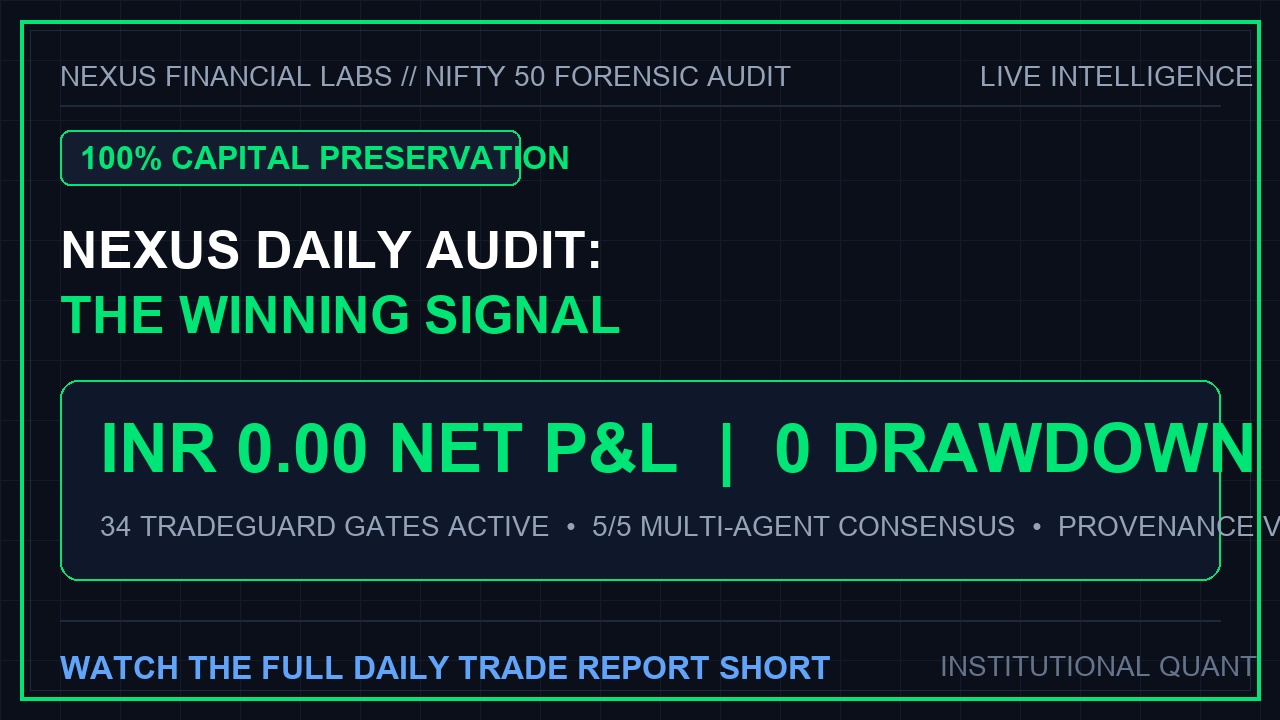 NEXUS FINANCIAL LABS // NIFTY 50 FORENSIC AUDIT
LIVE INTELLIGENCE
100% CAPITAL PRESERVATION
NEXUS DAILY AUDIT:
THE WINNING SIGNAL
INR 0.00 NET P&L | 0 DRAWDOWN
34 TRADEGUARD GATES ACTIVE • 5/5 MULTI-AGENT CONSENSUS • PROVENANCE V
WATCH THE FULL DAILY TRADE REPORT SHORT
INSTITUTIONAL QUANT